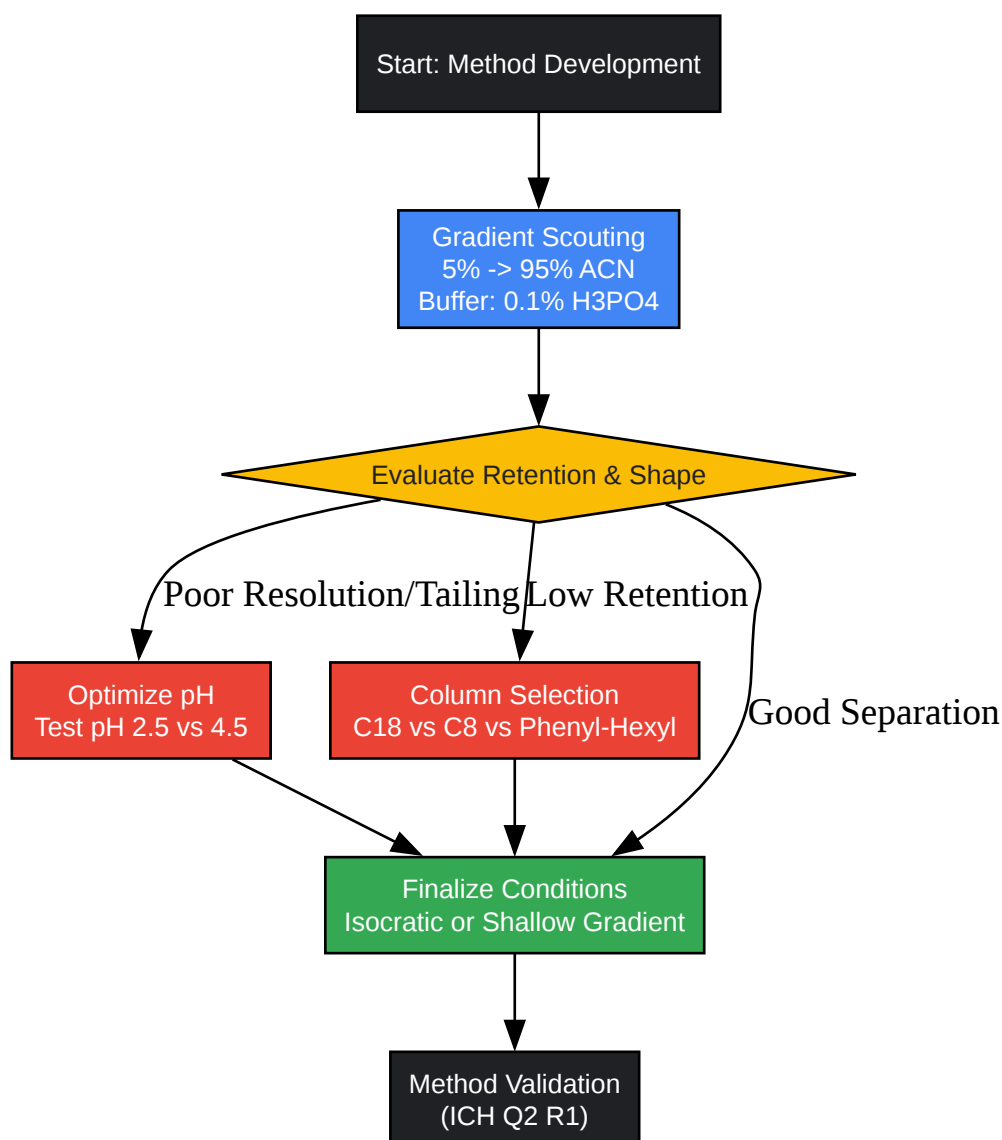 Start: Method Development
Gradient Scouting
5% -> 95% ACN
Buffer: 0.1% H3PO4
Evaluate Retention & Shape
Poor Resolution/Tailing
Low Retention
Optimize pH
Test pH 2.5 vs 4.5
Column Selection
C18 vs C8 vs Phenyl-Hexyl
Good Separation
Finalize Conditions
Isocratic or Shallow Gradient
Method Validation
(ICH Q2 R1)